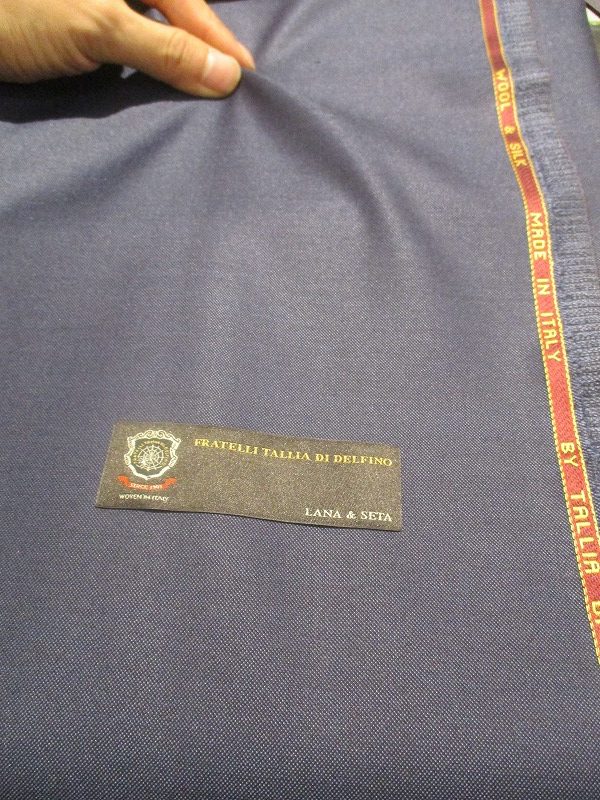 WOOL & SILK MADE IN ITALY BY TALLIA
FRATELLI TALLIA DI DELFINO
WOVEN IN ITALY
LANA & SETA